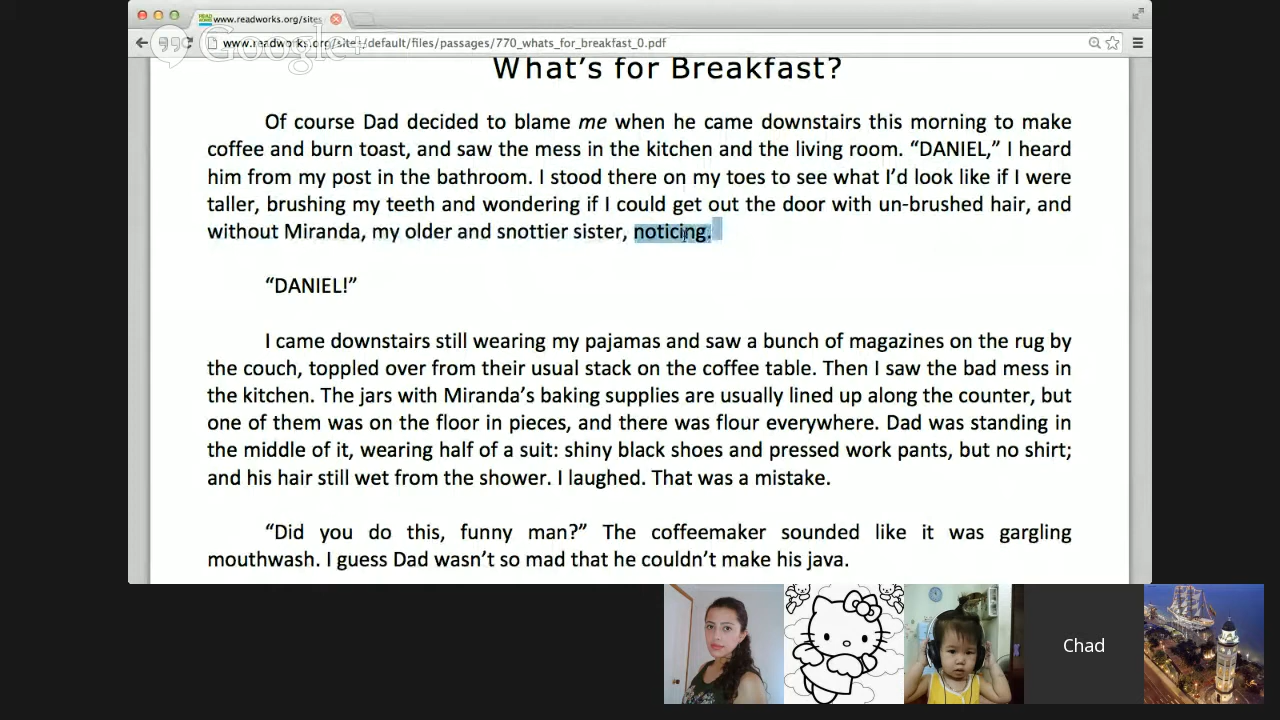 www.readworks.org/sites
Google+
www.readworks.org/sites/default/files/passages/770_whats_for_breakfast_0.pdf
What's for Breakfast?
Of course Dad decided to blame me when he came downstairs this morning to make
coffee and burn toast, and saw the mess in the kitchen and the living room. “DANIEL,” I heard
him from my post in the bathroom. I stood there on my toes to see what I’d look like if I were
taller, brushing my teeth and wondering if I could get out the door with un-brushed hair, and
without Miranda, my older and snottier sister, noticing.
“DANIEL!”
I came downstairs still wearing my pajamas and saw a bunch of magazines on the rug by
the couch, toppled over from their usual stack on the coffee table. Then I saw the bad mess in
the kitchen. The jars with Miranda’s baking supplies are usually lined up along the counter, but
one of them was on the floor in pieces, and there was flour everywhere. Dad was standing in
the middle of it, wearing half of a suit: shiny black shoes and pressed work pants, but no shirt;
and his hair still wet from the shower. I laughed. That was a mistake.
“Did you do this, funny man?” The coffeemaker sounded like it was gargling
mouthwash. I guess Dad wasn’t so mad that he couldn’t make his java.
Chad